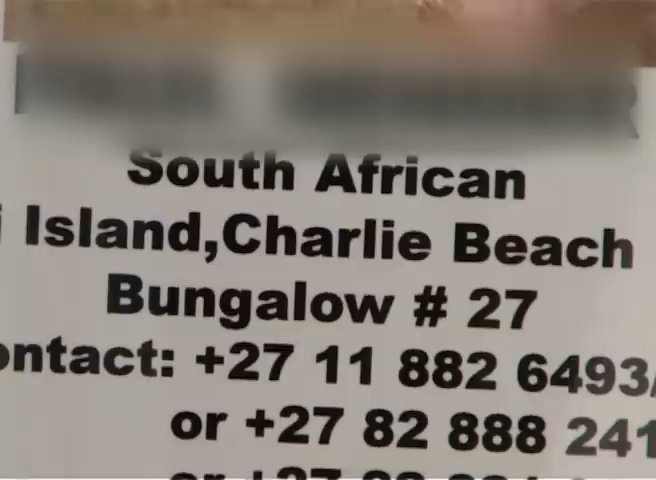 South African
Island,Charlie Beach
Bungalow # 27
ontact: +27 11 882 6493/
or +27 82 888 241